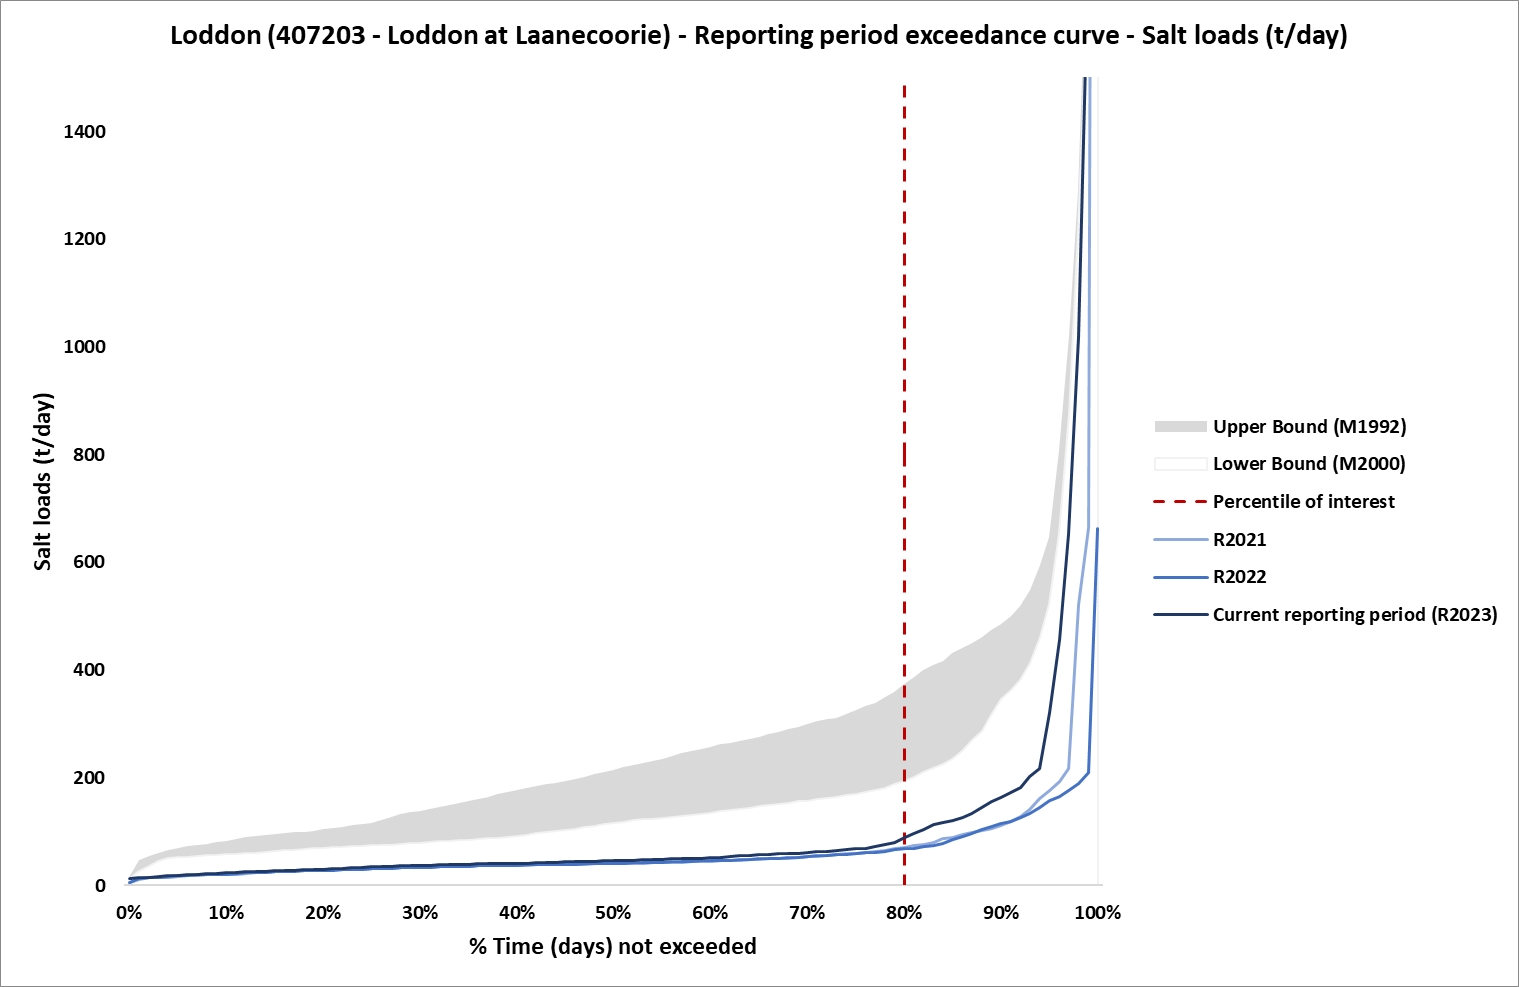 Loddon (407203 - Loddon at Laanecoorie) - Reporting period exceedance curve - Salt loads (t/day)
1400
1200
1000
800
600
400
200
0
Salt loads (t/day)
0% 10% 20% 30% 40% 50% 60% 70% 80% 90% 100%
% Time (days) not exceeded
Upper Bound (M1992)
Lower Bound (M2000)
Percentile of interest
R2021
R2022
Current reporting period (R2023)